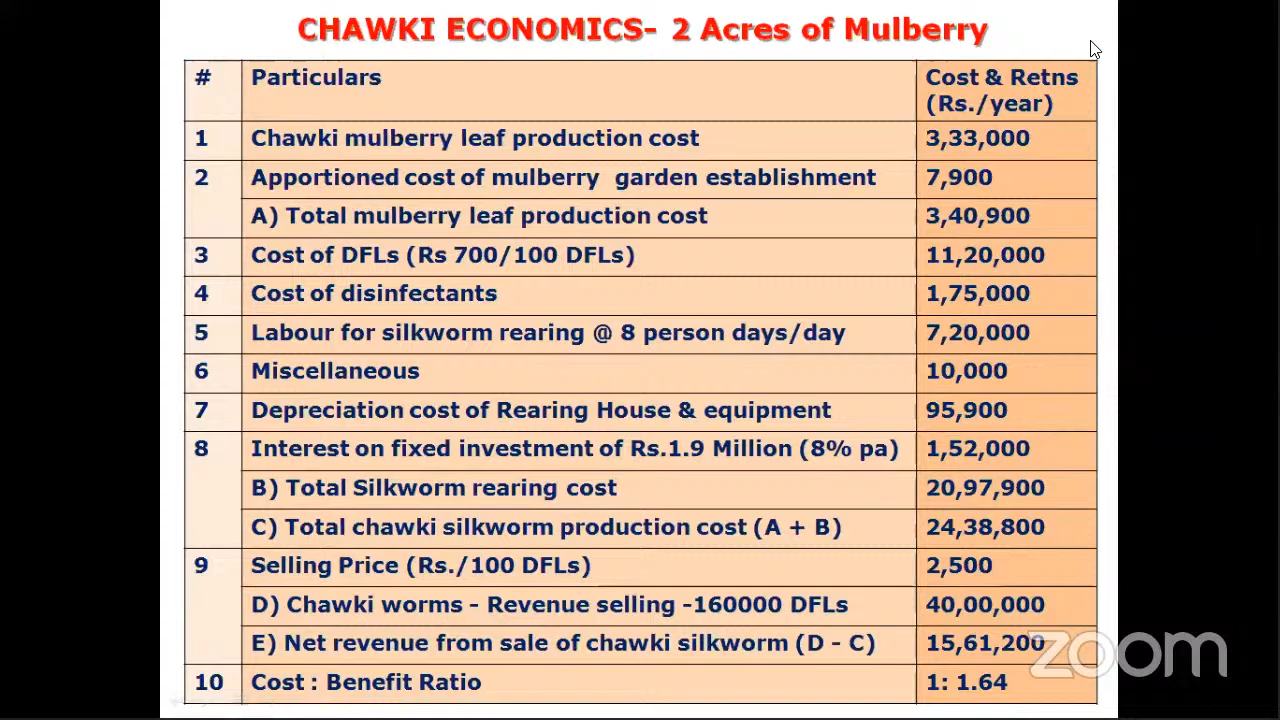 CHAWKI ECONOMICS- 2 Acres of Mulberry
# Particulars Cost & Retns
(Rs./year)
1 Chawki mulberry leaf production cost 3,33,000
2 Apportioned cost of mulberry garden establishment 7,900
A) Total mulberry leaf production cost 3,40,900
3 Cost of DFLs (Rs 700/100 DFLs) 11,20,000
4 Cost of disinfectants 1,75,000
5 Labour for silkworm rearing @ 8 person days/day 7,20,000
6 Miscellaneous 10,000
7 Depreciation cost of Rearing House & equipment 95,900
8 Interest on fixed investment of Rs.1.9 Million (8% pa) 1,52,000
B) Total Silkworm rearing cost 20,97,900
C) Total chawki silkworm production cost (A + B) 24,38,800
9 Selling Price (Rs./100 DFLs) 2,500
D) Chawki worms - Revenue selling -160000 DFLs 40,00,000
E) Net revenue from sale of chawki silkworm (D - C) 15,61,200
zoom
10 Cost : Benefit Ratio 1: 1.64